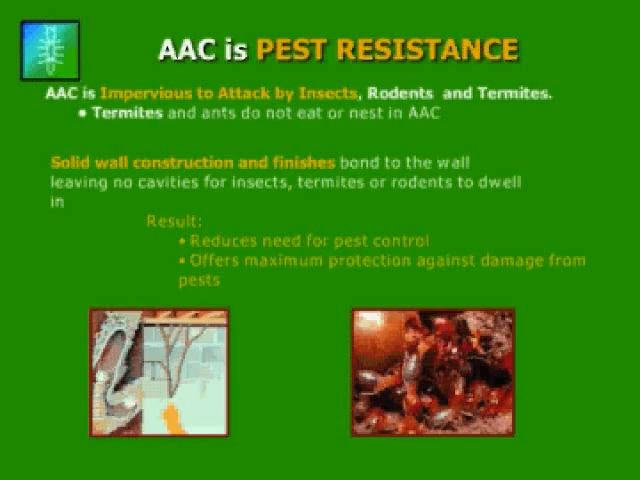 AAC is PEST RESISTANCE
AAC is Impervious to Attack by Insects, Rodents and Termites.
• Termites and ants do not eat or nest in AAC
Solid wall construction and finishes bond to the wall
leaving no cavities for insects, termites or rodents to dwell
in
Result:
• Reduces need for pest control
• Offers maximum protection against damage from
pests